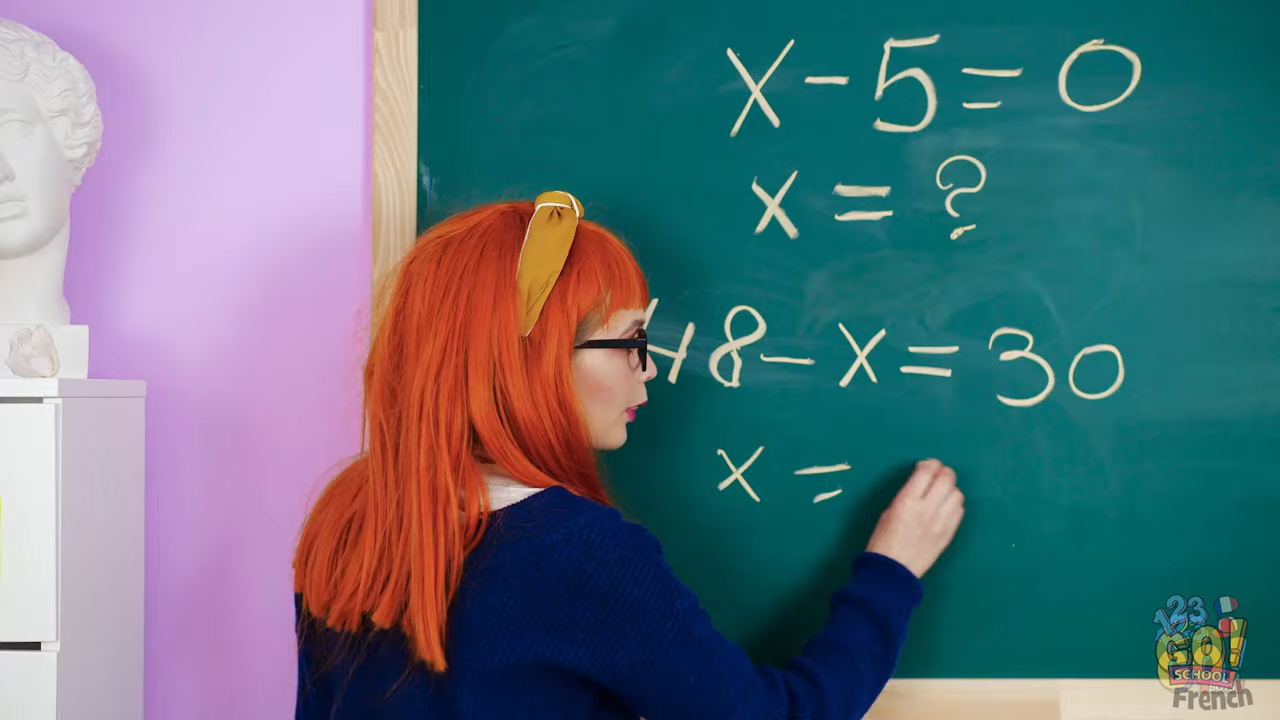 x - 5 = 0
x = ?
48 - x = 30
x =
123
GO!
SCHOOL
French